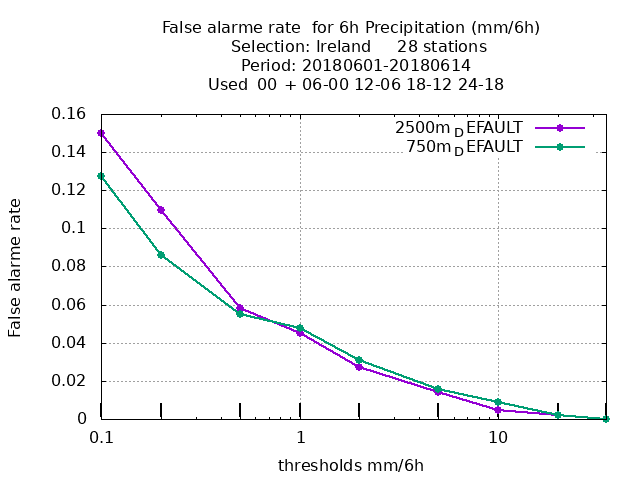 False alarme rate  for 6h Precipitation (mm/6h)
Selection: Ireland     28 stations
Period: 20180601-20180614
Used  00  + 06-00 12-06 18-12 24-18
2500m_DEFAULT
750m_DEFAULT
0.16
0.14
0.12
0.1
0.08
0.06
0.04
0.02
0
False alarme rate
0.1
1
10
thresholds mm/6h